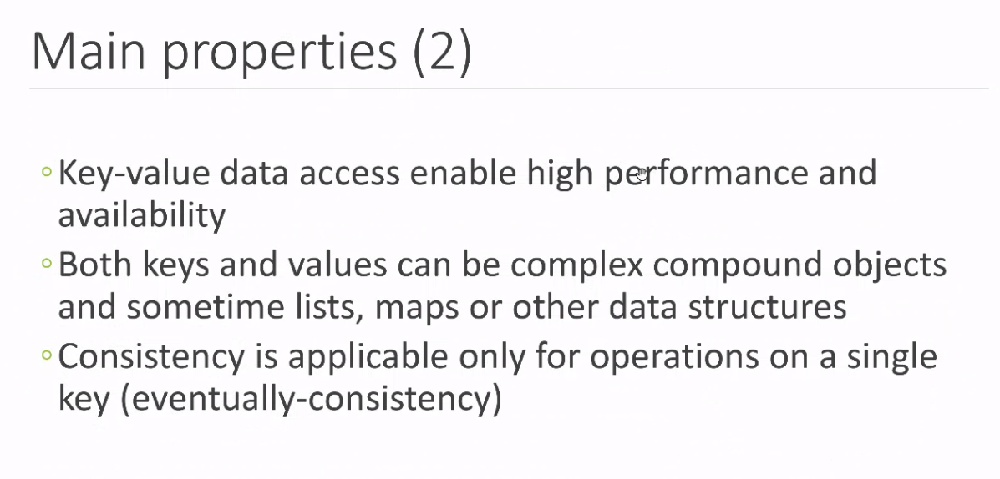 Main properties (2)
◦Key-value data access enable high performance and
availability
◦Both keys and values can be complex compound objects
and sometime lists, maps or other data structures
◦Consistency is applicable only for operations on a single
key (eventually-consistency)